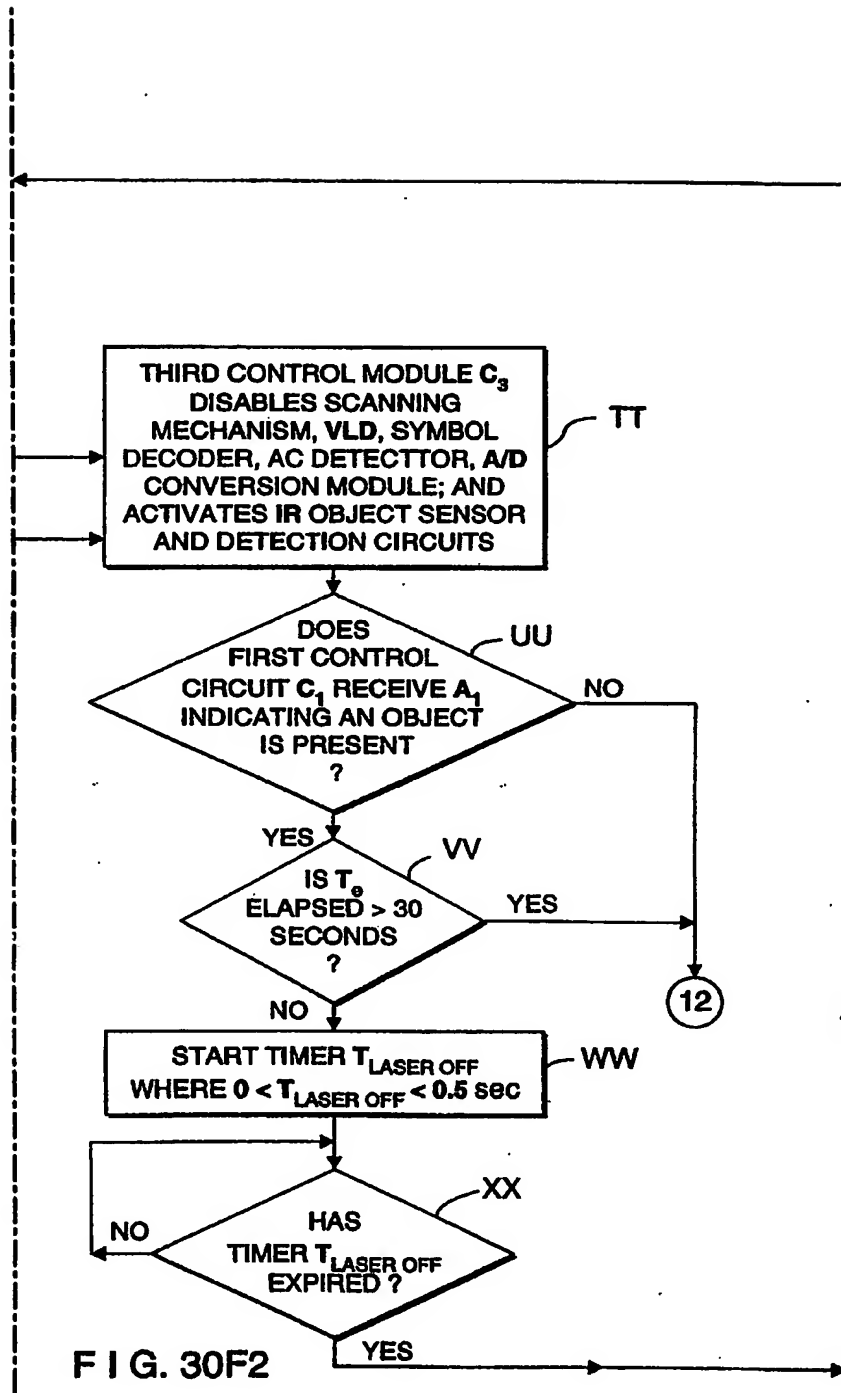 THIRD CONTROL MODULE C3
DISABLES SCANNING
MECHANISM, VLD, SYMBOL
DECODER, AC DETECTTOR, A/D
CONVERSION MODULE; AND
ACTIVATES IR OBJECT SENSOR
AND DETECTION CIRCUITS
TT
DOES
FIRST CONTROL
CIRCUIT C1 RECEIVE A1
INDICATING AN OBJECT
IS PRESENT
?
UU
NO
YES
IS Te
ELAPSED > 30
SECONDS
?
VV
YES
12
NO
START TIMER TLASER OFF
WHERE 0 < TLASER OFF < 0.5 sec
WW
HAS
TIMER TLASER OFF
EXPIRED ?
XX
NO
YES
FIG. 30F2